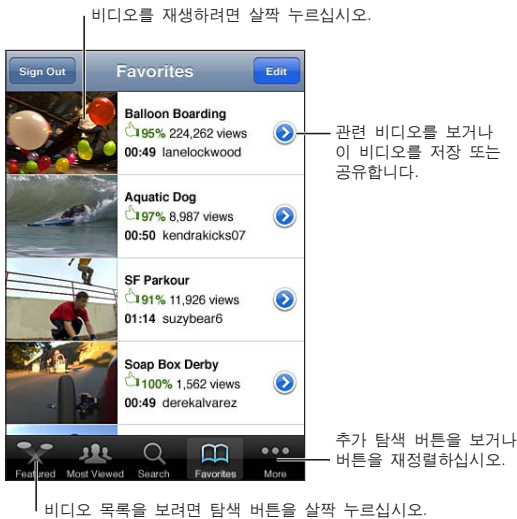 비디오를 재생하려면 살짝 누르십시오.
Sign Out
Favorites
Edit
Balloon Boarding
95% 224,262 views
00:49 lanelockwood
관련 비디오를 보거나
이 비디오를 저장 또는
공유합니다.
Aquatic Dog
97% 8,987 views
00:50 kendrakicks07
SF Parkour
91% 11,926 views
01:14 suzybear6
Soap Box Derby
100% 1,562 views
00:49 derekalvarez
추가 탐색 버튼을 보거나
버튼을 재정렬하십시오.
Featured
Most Viewed
Search
Favorites
More
비디오 목록을 보려면 탐색 버튼을 살짝 누르십시오.